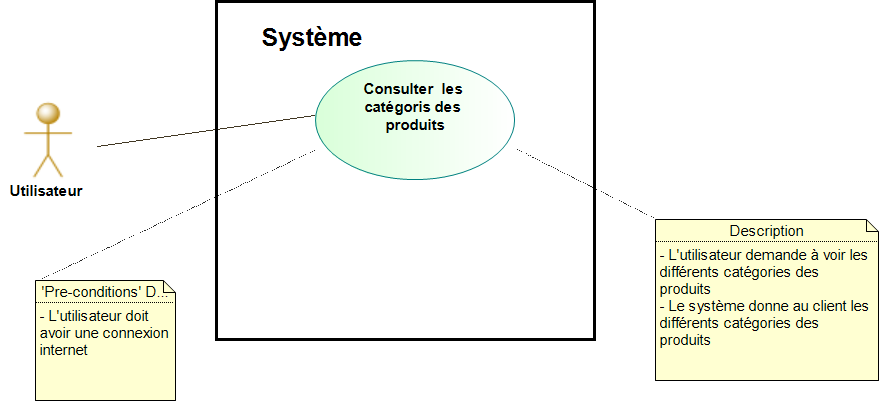 Système
Consulter les
catégoris des
produits
Utilisateur
'Pre-conditions' D...
- L'utilisateur doit
avoir une connexion
internet
Description
- L'utilisateur demande à voir les
différents catégories des
produits
- Le système donne au client les
différents catégories des
produits